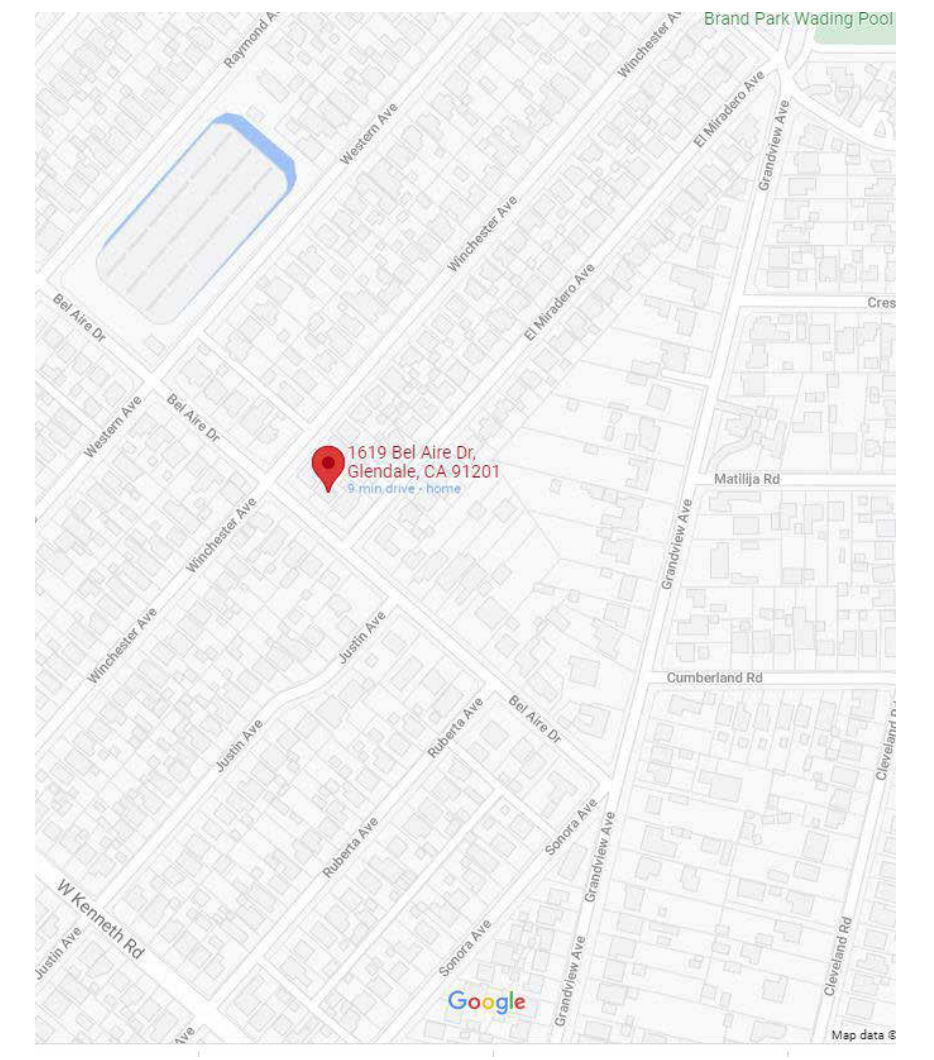 Brand Park Wading Pool
Raymond A
Winchester A
El Miradero Ave
Western Ave
Grandview Ave
Winchester Ave
El Miradero Ave
Cres
Bel Aire Dr
Western Ave
Bel Aire Dr
1619 Bel Aire Dr,
Glendale, CA 91201
9 min drive - home
Matilija Rd
Winchester Ave
Grandview Ave
Winchester Ave
Justin Ave
Cumberland Rd
Bel Aire Dr
Ruberta Ave
Justin Ave
Cleveland R
Sonora Ave
Grandview Ave
Ruberta Ave
W Kenneth Rd
Justin Ave
Sonora Ave
Grandview Ave
Cleveland Rd
Google
Ave
Map data ©